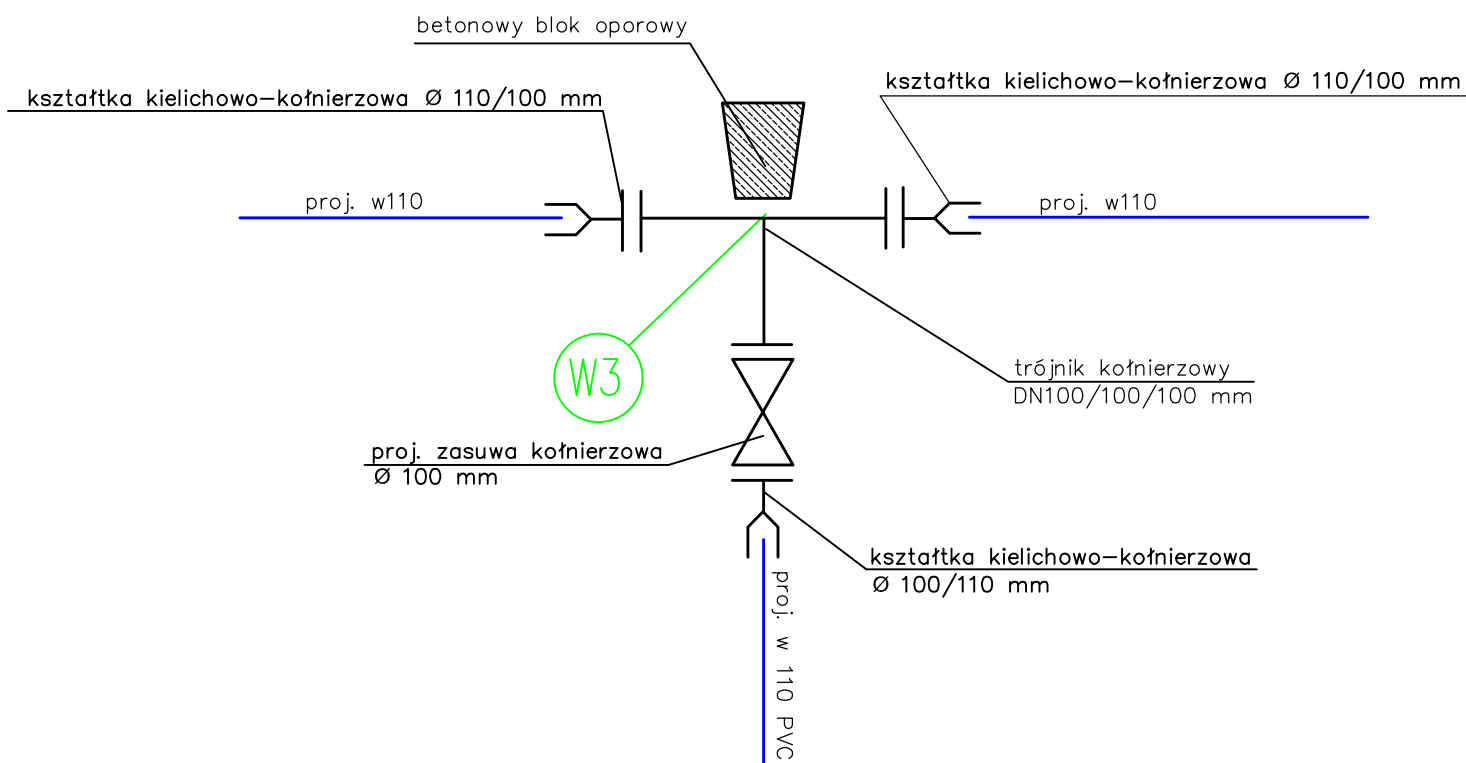 betonowy blok oporowy
kształtka kielichowo-kołnierzowa Ø 110/100 mm
kształtka kielichowo-kołnierzowa Ø 110/100 mm
proj. w110
proj. w110
W3
trójnik kołnierzowy
DN100/100/100 mm
proj. zasuwa kołnierzowa
Ø 100 mm
kształtka kielichowo-kołnierzowa
Ø 100/110 mm
proj. w 110 PVC